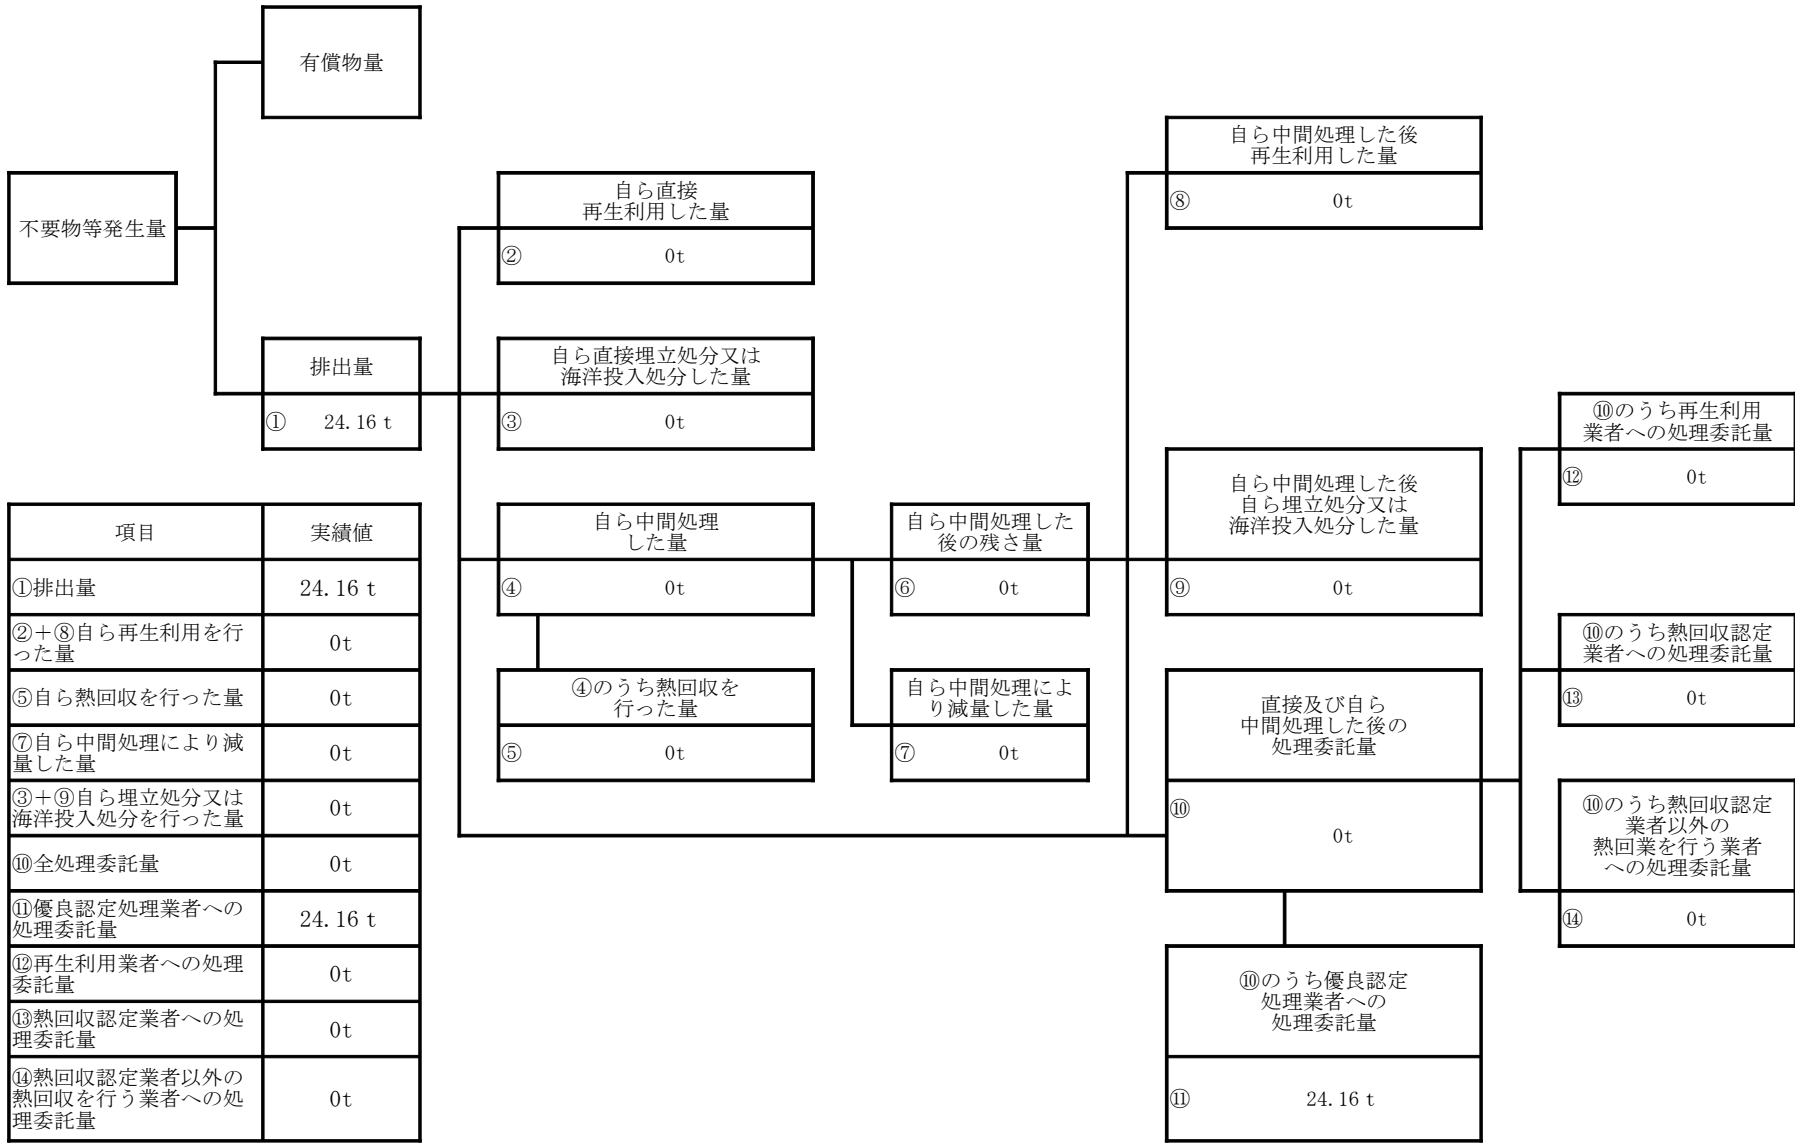 有償物量
不要物等発生量
排出量
① 24.16 t
自ら直接
再生利用した量
② 0t
自ら直接埋立処分又は
海洋投入処分した量
③ 0t
自ら中間処理
した量
④ 0t
④のうち熱回収を
行った量
⑤ 0t
自ら中間処理した
後の残さ量
⑥ 0t
自ら中間処理によ
り減量した量
⑦ 0t
自ら中間処理した後
再生利用した量
⑧ 0t
自ら中間処理した後
自ら埋立処分又は
海洋投入処分した量
⑨ 0t
直接及び自ら
中間処理した後の
処理委託量
⑩
0t
⑩のうち優良認定
処理業者への
処理委託量
⑪ 24.16 t
⑩のうち再生利用
業者への処理委託量
⑫ 0t
⑩のうち熱回収認定
業者への処理委託量
⑬ 0t
⑩のうち熱回収認定
業者以外の
熱回業を行う業者
への処理委託量
⑭ 0t
項目 実績値
①排出量 24.16 t
②+⑧自ら再生利用を行
った量 0t
⑤自ら熱回収を行った量 0t
⑦自ら中間処理により減
量した量 0t
③+⑨自ら埋立処分又は
海洋投入処分を行った量 0t
⑩全処理委託量 0t
⑪優良認定処理業者への
処理委託量 24.16 t
⑫再生利用業者への処理
委託量 0t
⑬熱回収認定業者への処
理委託量 0t
⑭熱回収認定業者以外の
熱回収を行う業者への処
理委託量 0t